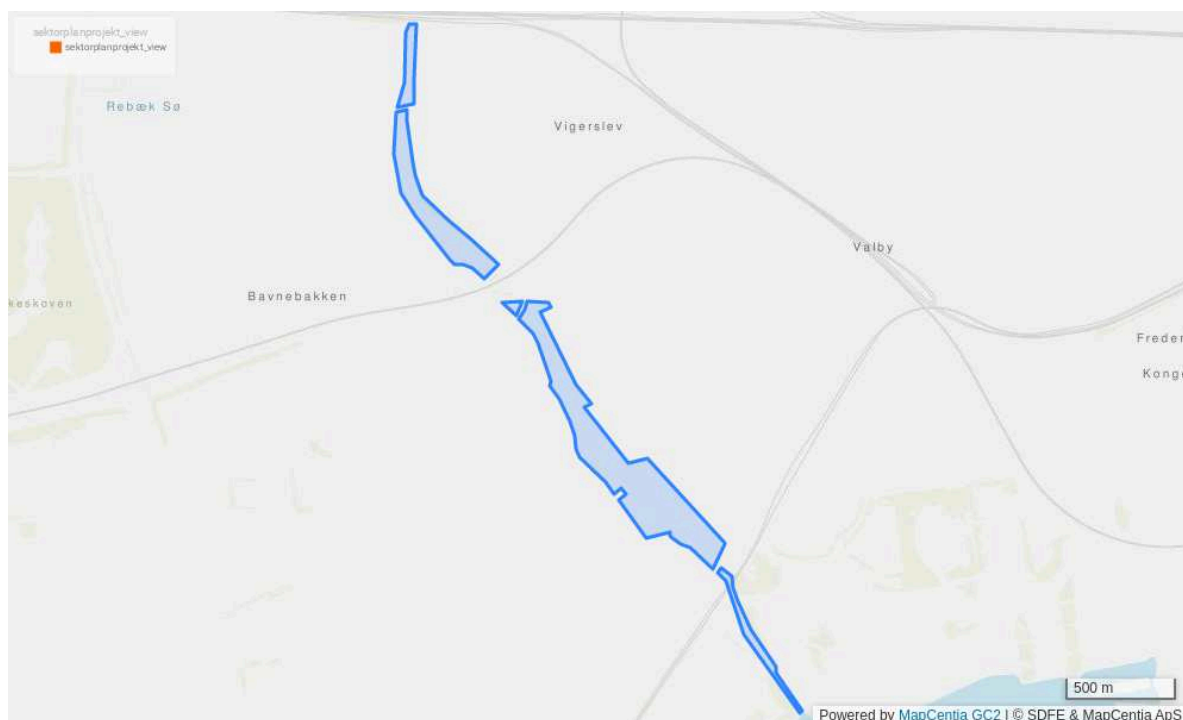 sektorplanprojekt_view
sektorplanprojekt_view
Rebæk Sø
Vigerslev
Valby
Bavnebakken
keskoven
Freder
Konge
500 m
Powered by MapCentia GC2 | © SDFE & MapCentia ApS